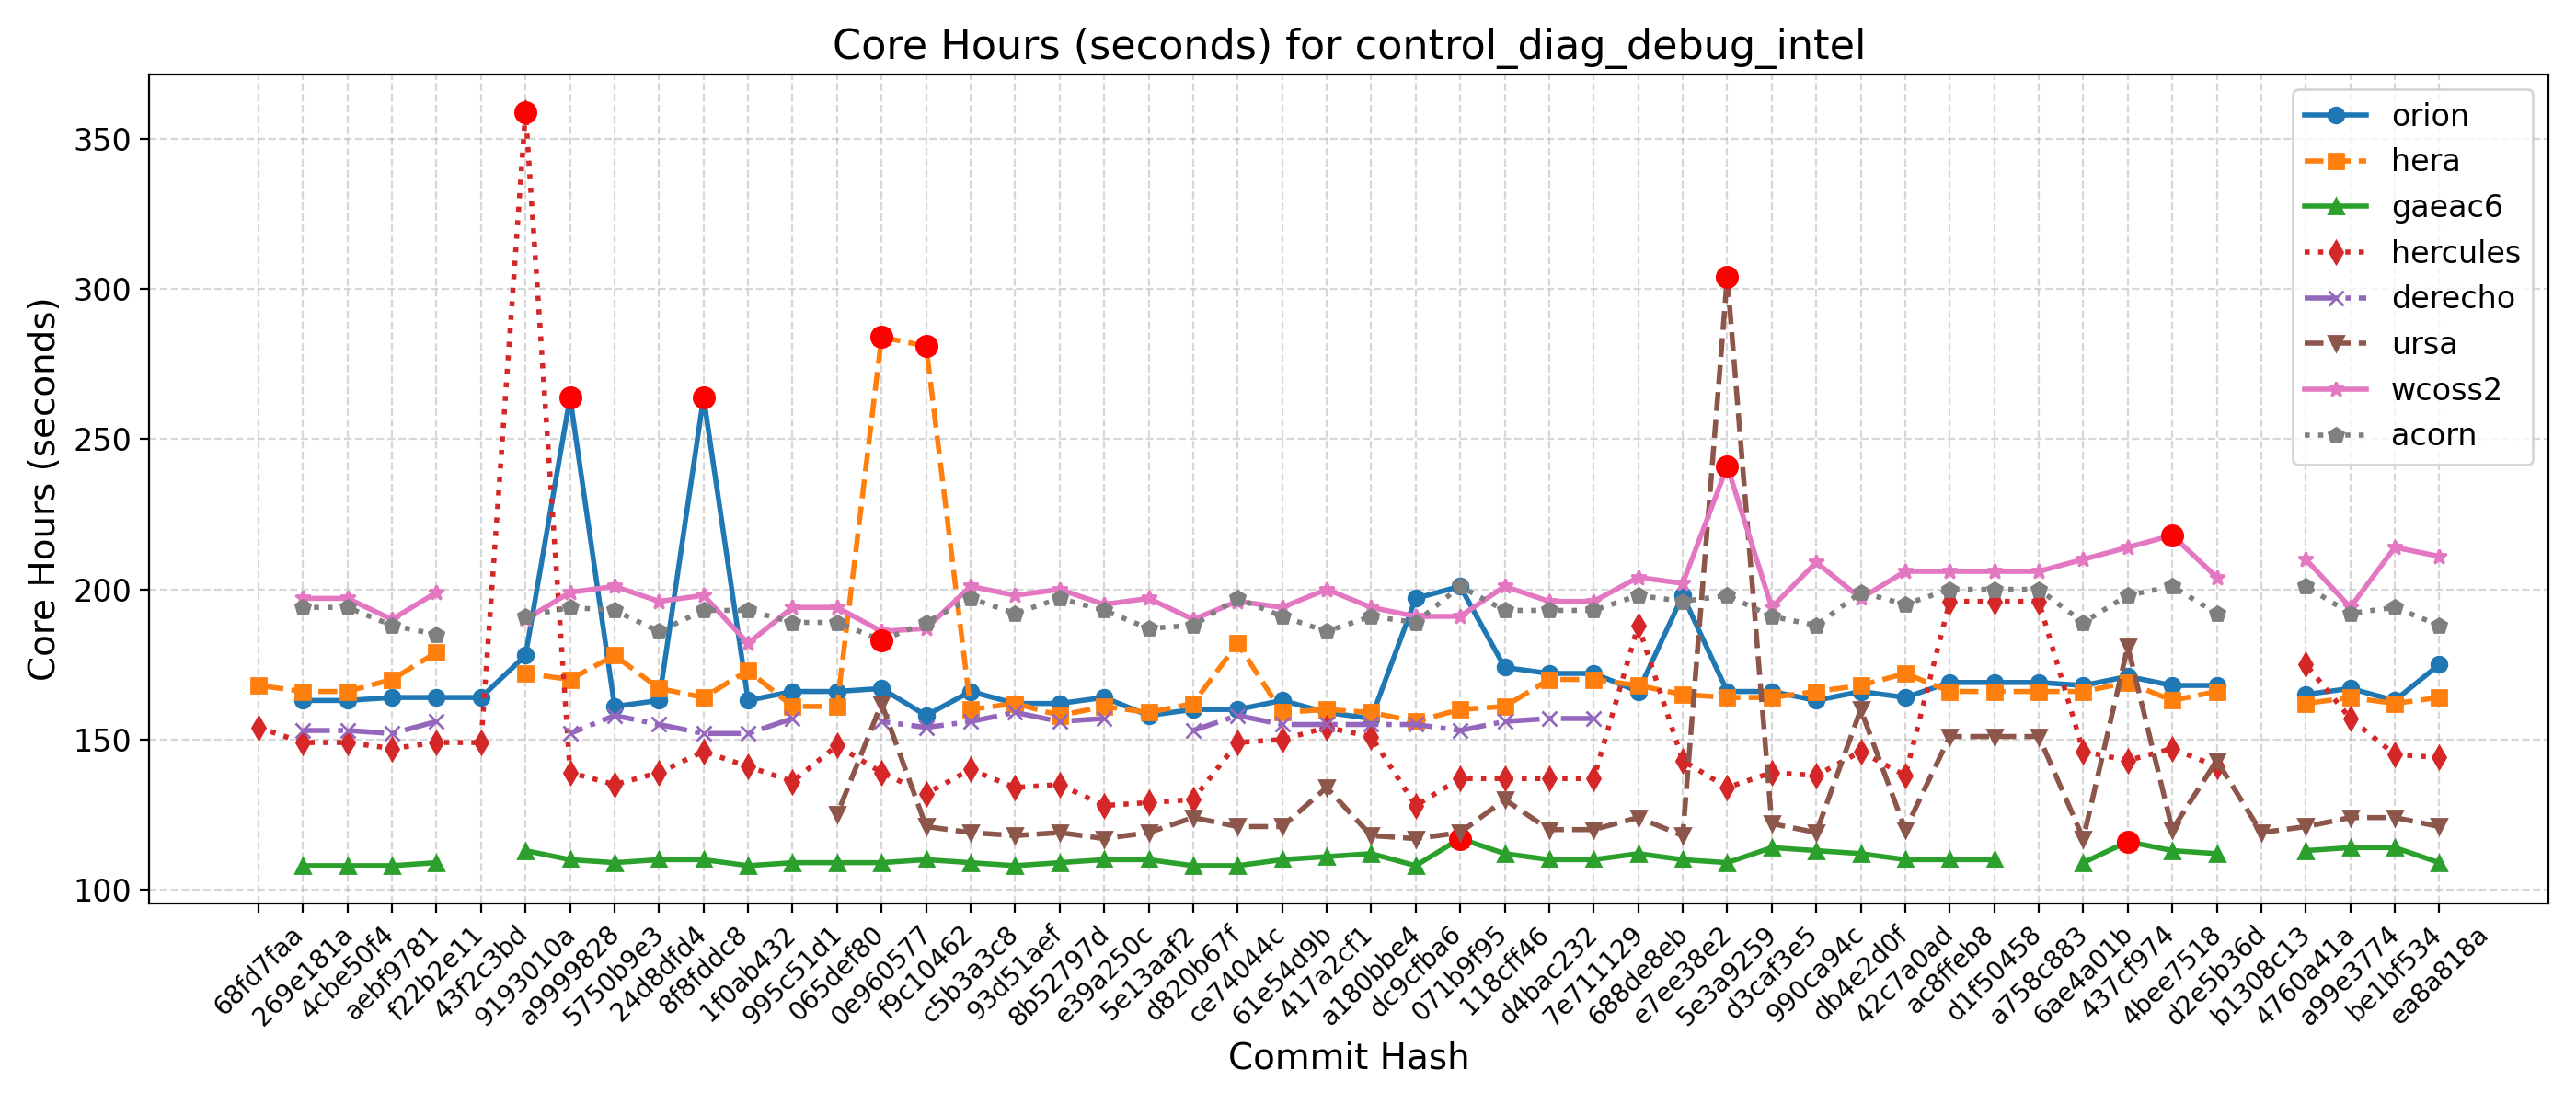 Core Hours (seconds) for control_diag_debug_intel
Core Hours (seconds)
350
300
250
200
150
100
orion
hera
gaeac6
hercules
derecho
ursa
wcoss2
acorn
68fd7faa
269e181a
4cbe50f4
aebf9781
f22b2e11
43f2c3bd
9193010a
a9999828
5750b9e3
24d8dfd4
8f8fddc8
1f0ab432
995c51d1
065def80
0e960577
f9c10462
c5b3a3c8
93d51aef
8b52797d
e39a250c
5e13aaf2
d820b67f
ce74044c
61e54d9b
417a2cf1
a180bbe4
dc9cfba6
071b9f95
118cff46
d4bac232
7e711129
688de8eb
e7ee38e2
5e3a9259
d3caf3e5
990ca94c
db4e2d0f
42c7a0ad
ac8ffeb8
d1f50458
a758c883
6ae4a01b
437cf974
4bee7518
d2e5b36d
b1308c13
4760a41a
a99e3774
be1bf534
ea8a818a
Commit Hash